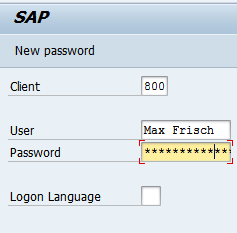 SAP
New password
Client 800
User Max Frisch
Password **************
Logon Language